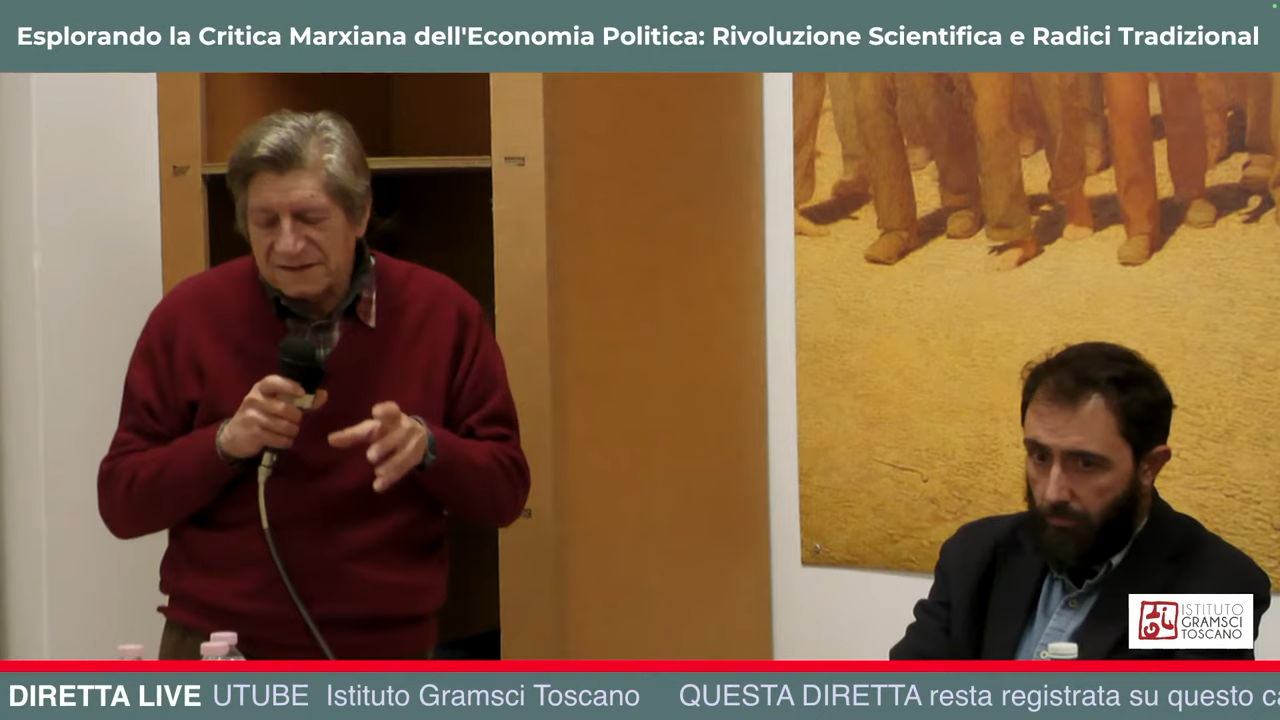 Esplorando la Critica Marxiana dell'Economia Politica: Rivoluzione Scientifica e Radici Tradizional
ISTITUTO
GRAMSCI
TOSCANO
DIRETTA LIVE UTUBE Istituto Gramsci Toscano QUESTA DIRETTA resta registrata su questo ca